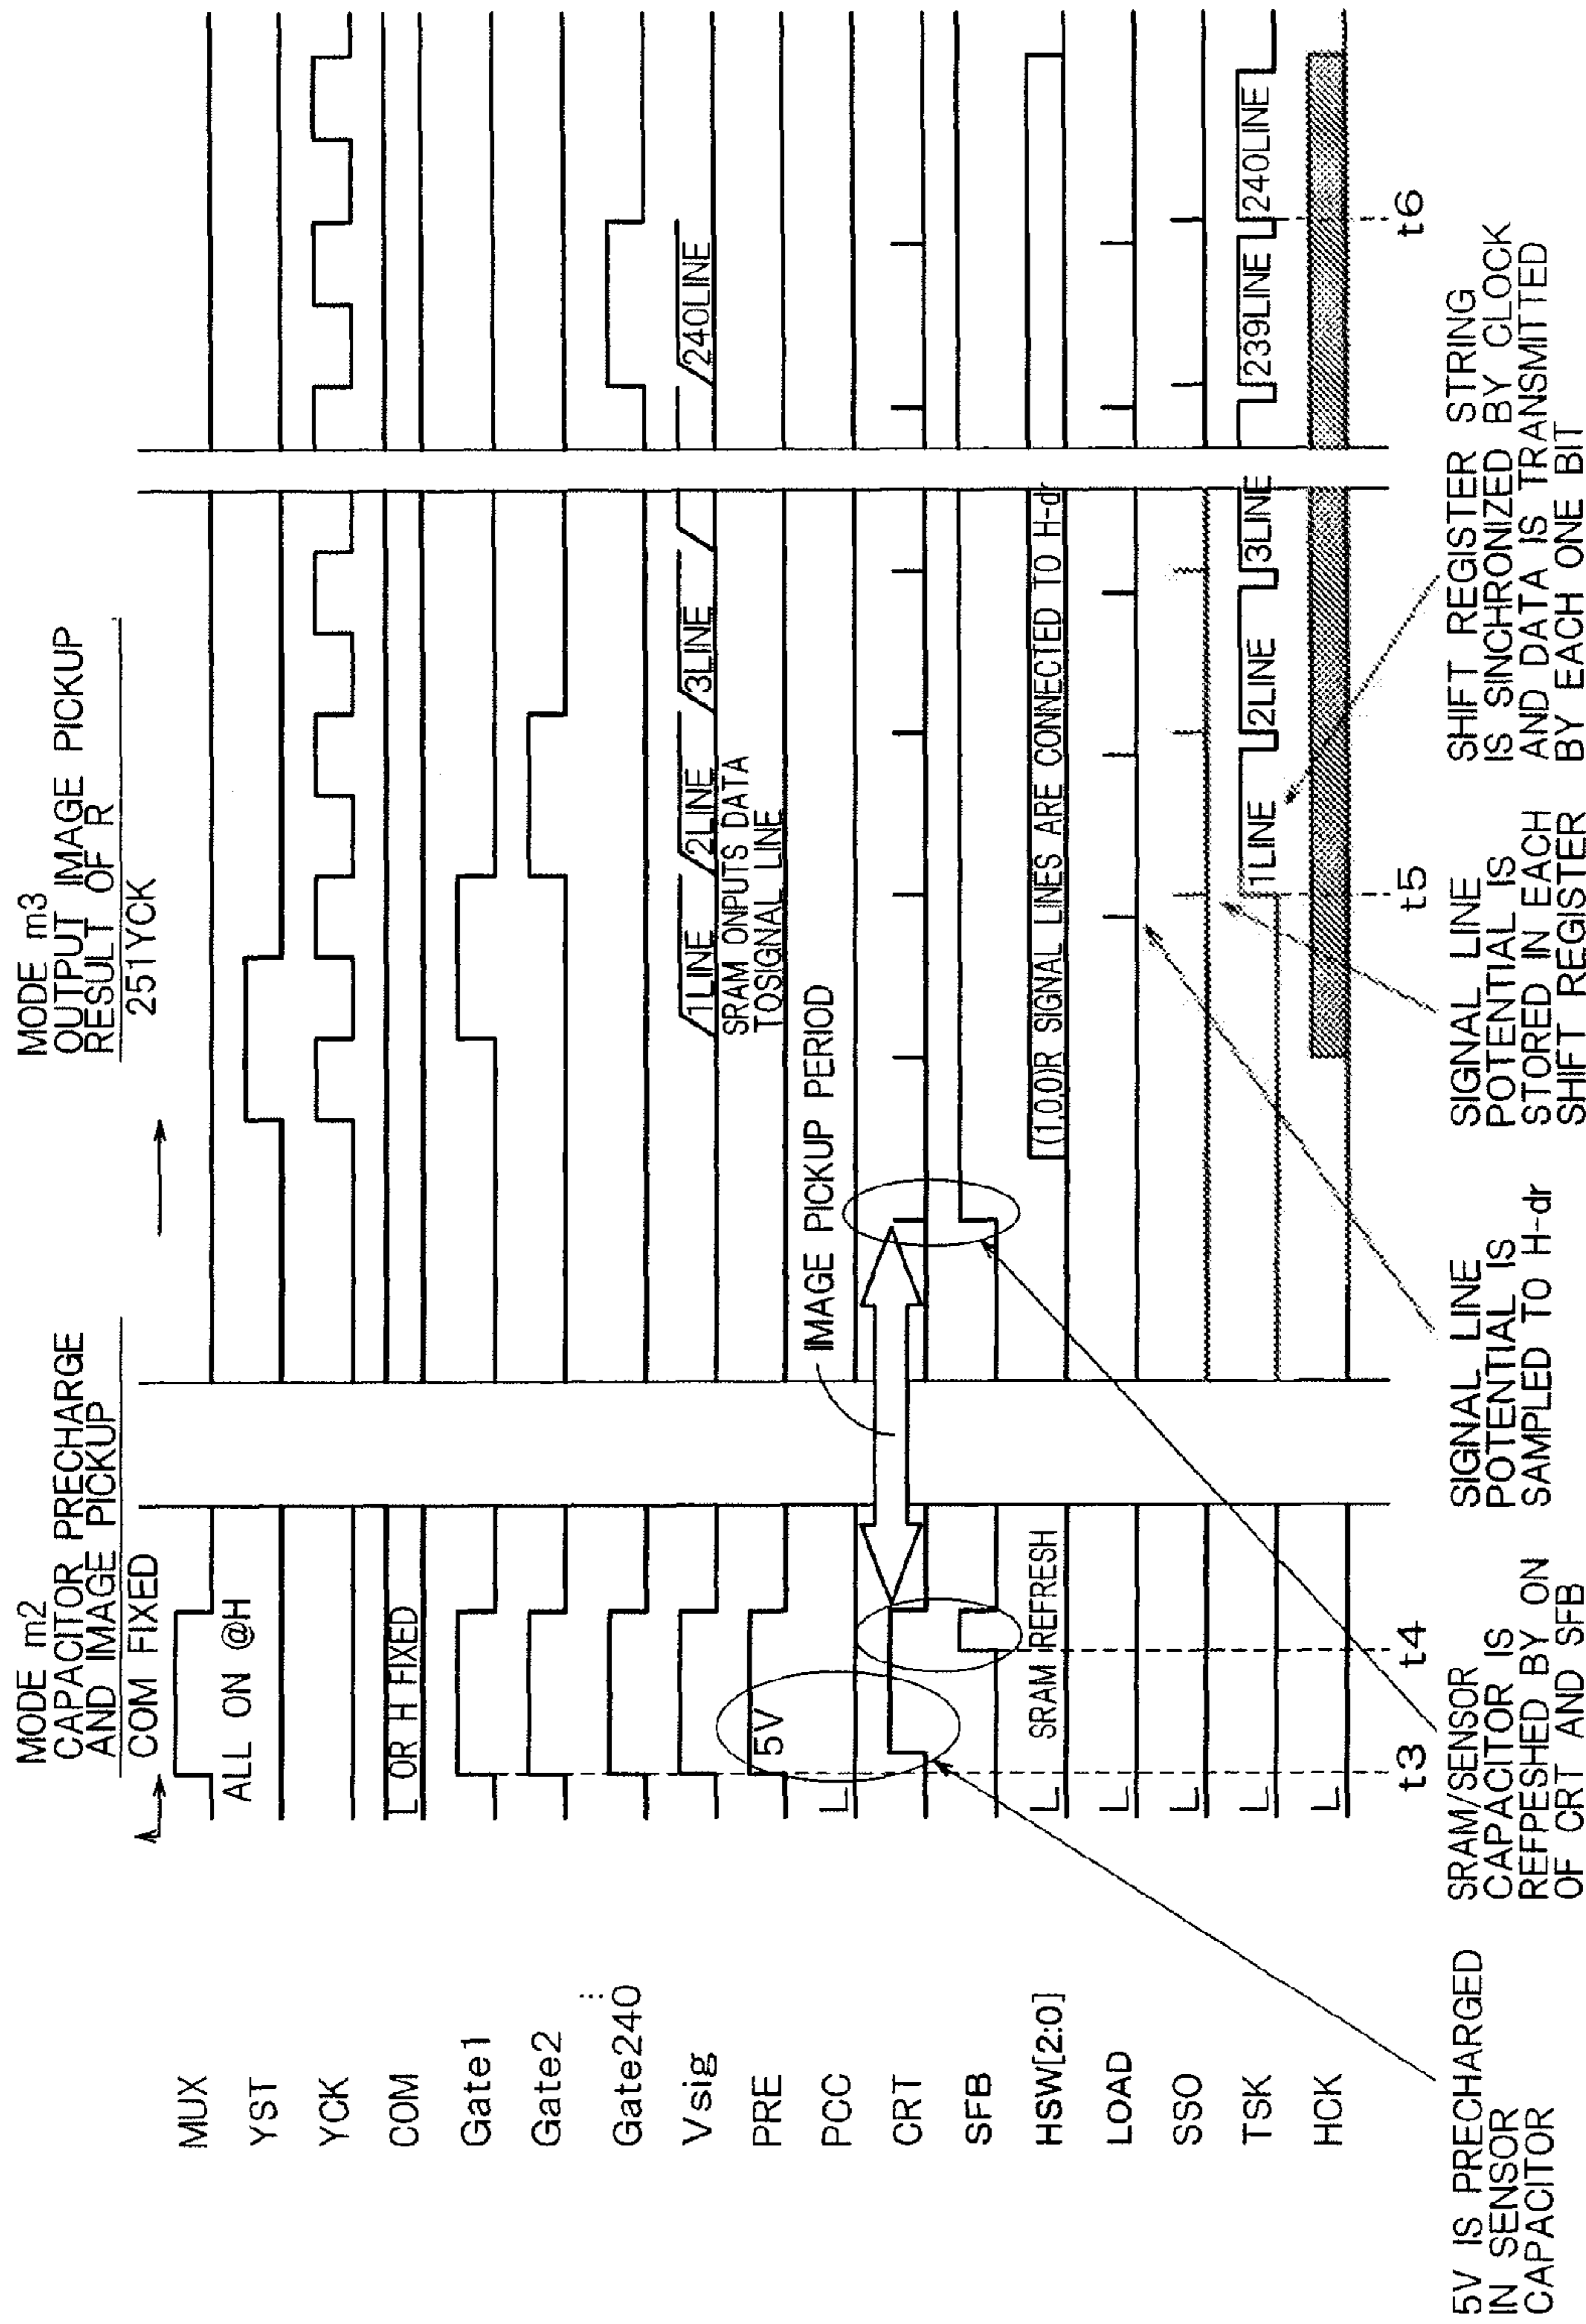 MODE m2
CAPACITOR PRECHARGE
AND IMAGE PICKUP
COM FIXED
MODE m3
OUTPUT IMAGE PICKUP
RESULT OF R
251YCK
MUX
YST
ALL ON @H
YCK
COM
L OR H FIXED
Gate1
Gate2
...
Gate240
Vsig
1LINE
2LINE
3LINE
240LINE
SRAM ONPUTS DATA
TOSIGNAL LINE
PRE
5V
PCC
L
IMAGE PICKUP PERIOD
CRT
SFB
HSW[2:0]
L
SRAM REFRESH
(1,0,0)R SIGNAL LINES ARE CONNECTED TO H-dr
LOAD
L
SSO
L
TSK
L
1LINE
2LINE
3LINE
239LINE
240LINE
HCK
L
t3
t4
t5
t6
5V IS PRECHARGED
IN SENSOR
CAPACITOR
SRAM/SENSOR
CAPACITOR IS
REFPESHED BY ON
OF CRT AND SFB
SIGNAL LINE
POTENTIAL IS
SAMPLED TO H-dr
SIGNAL LINE
POTENTIAL IS
STORED IN EACH
SHIFT REGISTER
SHIFT REGISTER STRING
IS SINCHRONIZED BY CLOCK
AND DATA IS TRANSMITTED
BY EACH ONE BIT